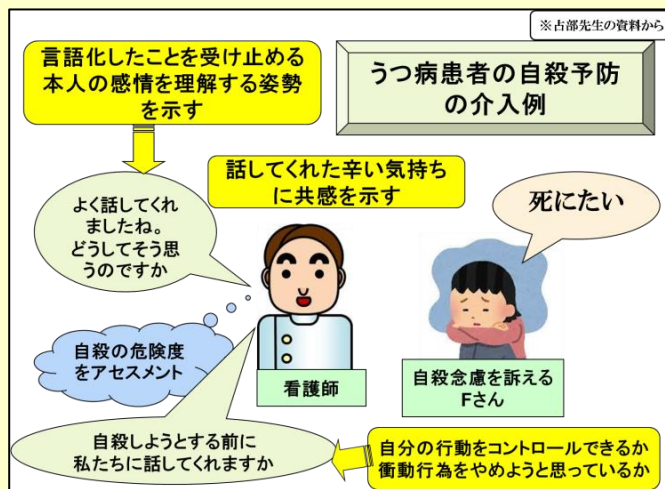 ※占部先生の資料から
言語化したことを受け止める
本人の感情を理解する姿勢
を示す
うつ病患者の自殺予防
の介入例
話してくれた辛い気持ち
に共感を示す
よく話してくれ
ましたね。
どうしてそう思
うのですか
死にたい
自殺の危険度
をアセスメント
看護師
自殺念慮を訴える
Fさん
自殺しようとする前に
私たちに話してくれますか
自分の行動をコントロールできるか
衝動行為をやめようと思っているか